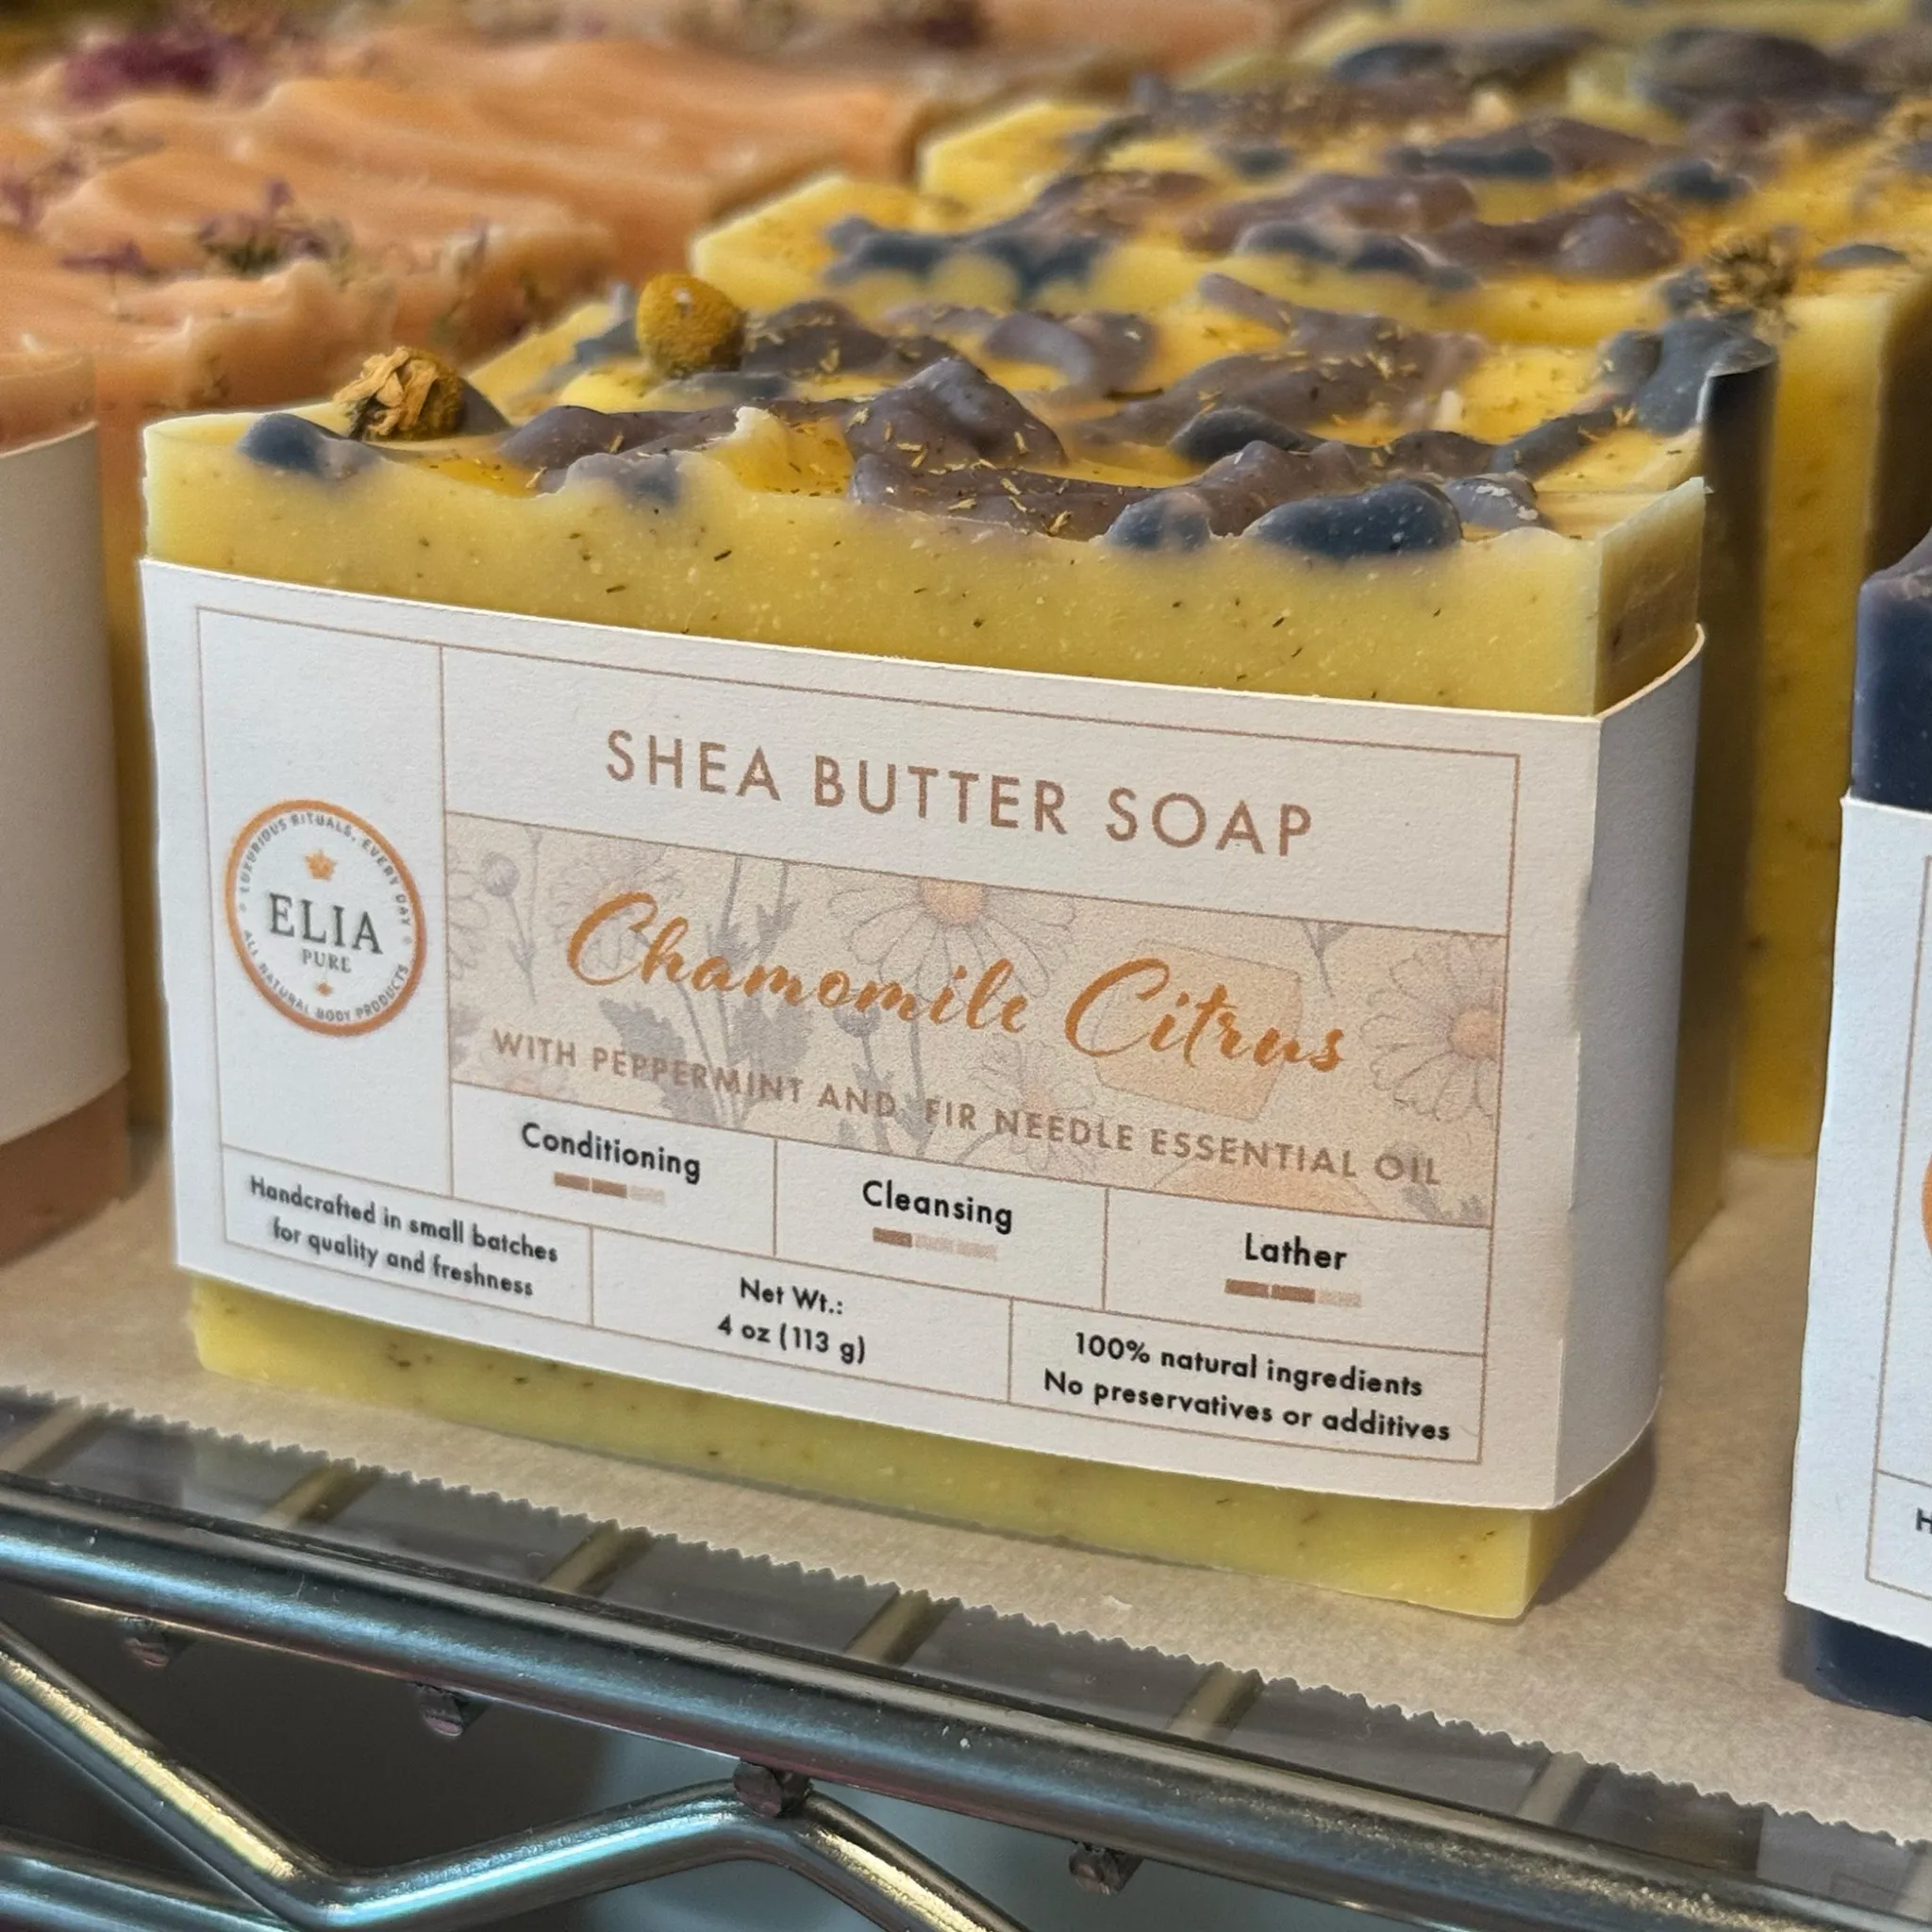 SHEA BUTTER SOAP
LUXURIOUS RITUALS, EVERY DAY
ELIA
PURE
ALL NATURAL BODY PRODUCTS
Chamomile Citrus
WITH PEPPERMINT AND FIR NEEDLE ESSENTIAL OIL
Conditioning
Cleansing
Lather
Handcrafted in small batches
for quality and freshness
Net Wt.:
4 oz (113 g)
100% natural ingredients
No preservatives or additives
H